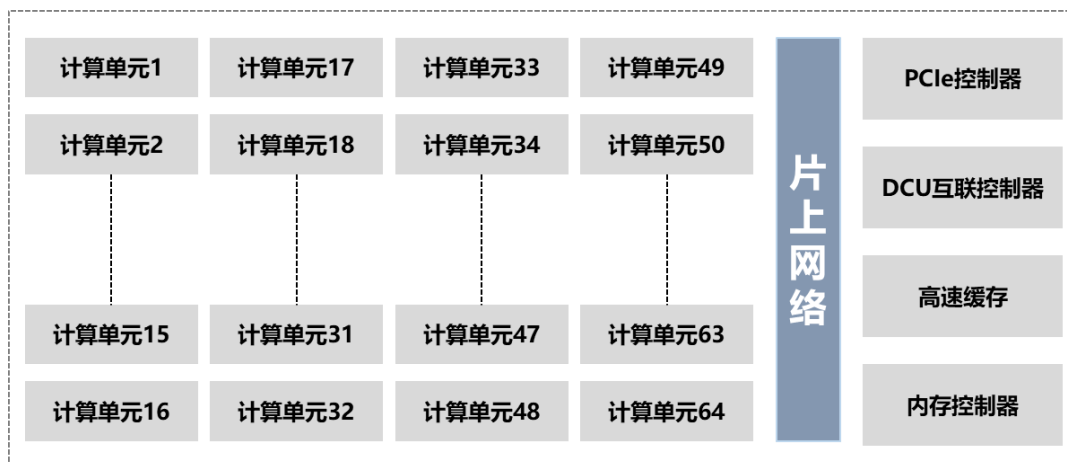 计算单元1
计算单元17
计算单元33
计算单元49
计算单元2
计算单元18
计算单元34
计算单元50
计算单元15
计算单元31
计算单元47
计算单元63
计算单元16
计算单元32
计算单元48
计算单元64
片上网络
PCIe控制器
DCU互联控制器
高速缓存
内存控制器